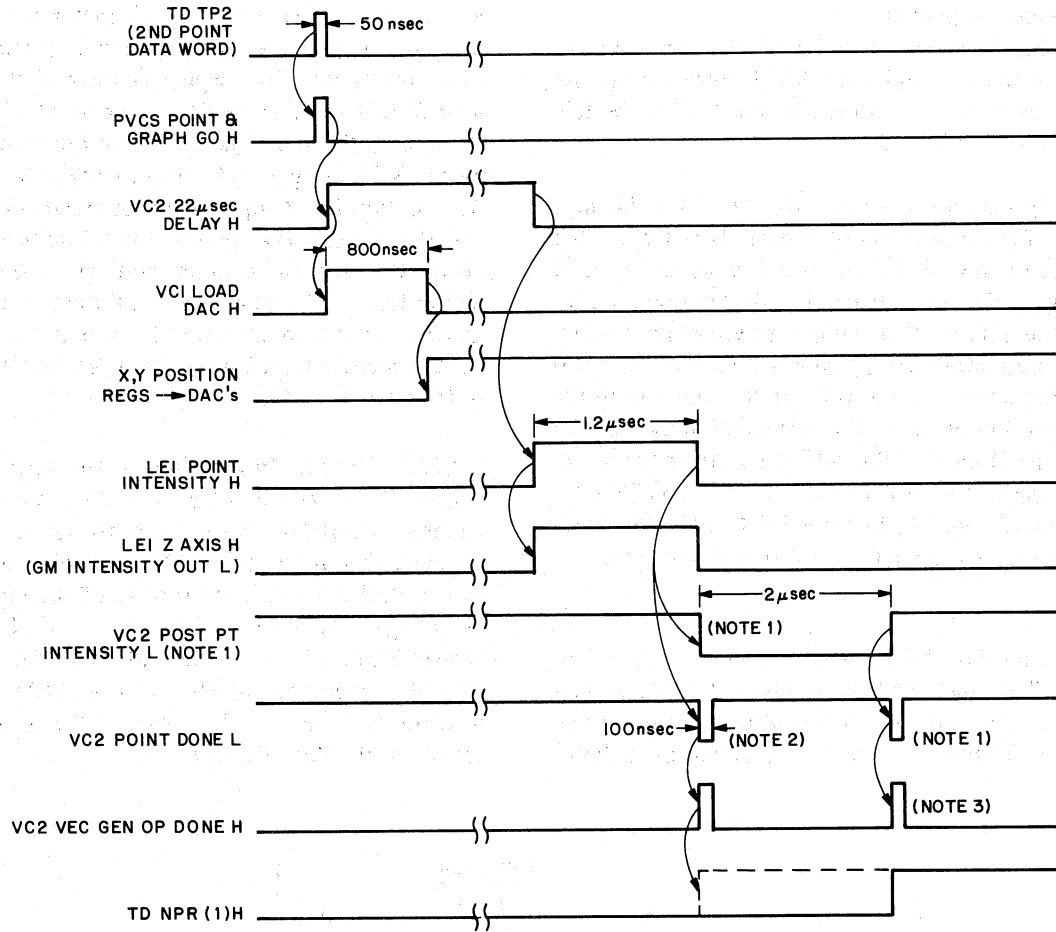 TD TP2
(2ND POINT
DATA WORD)
50 nsec
PVCS POINT &
GRAPH GO H
VC2 22μsec
DELAY H
800nsec
VCI LOAD
DAC H
X,Y POSITION
REGS → DAC's
1.2μsec
LEI POINT
INTENSITY H
LEI Z AXIS H
(GM INTENSITY OUT L)
2μsec
VC2 POST PT
INTENSITY L (NOTE 1)
(NOTE 1)
VC2 POINT DONE L
100nsec
(NOTE 2)
(NOTE 1)
VC2 VEC GEN OP DONE H
(NOTE 3)
TD NPR (1)H